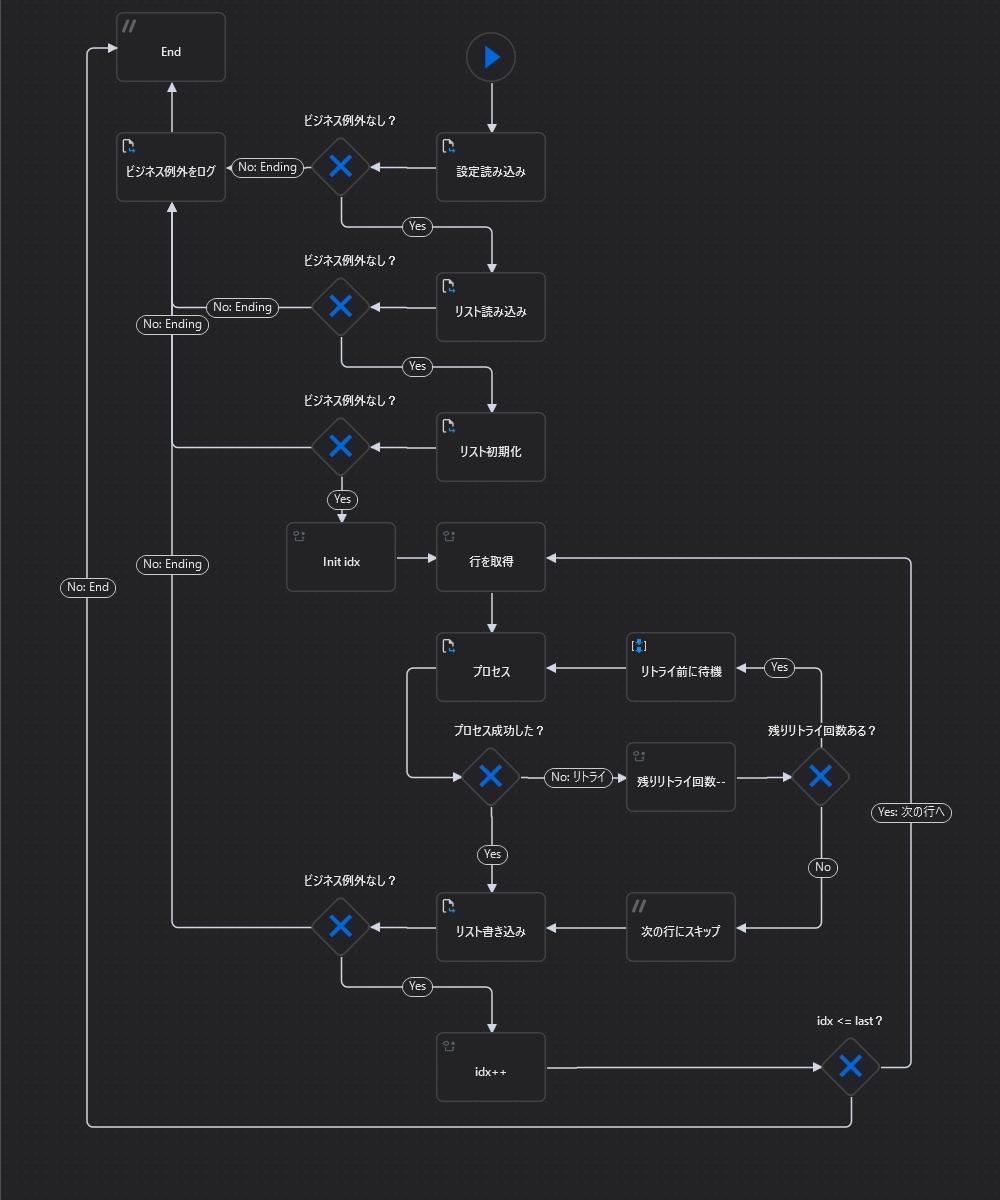 End
ビジネス例外なし？
ビジネス例外をログ
No: Ending
設定読み込み
Yes
ビジネス例外なし？
No: Ending
リスト読み込み
No: Ending
Yes
ビジネス例外なし？
リスト初期化
Yes
Init idx
行を取得
No: Ending
No: End
プロセス
リトライ前に待機
Yes
プロセス成功した？
残りリトライ回数ある？
No: リトライ
残りリトライ回数--
Yes: 次の行へ
Yes
No
ビジネス例外なし？
リスト書き込み
次の行にスキップ
Yes
idx <= last？
idx++